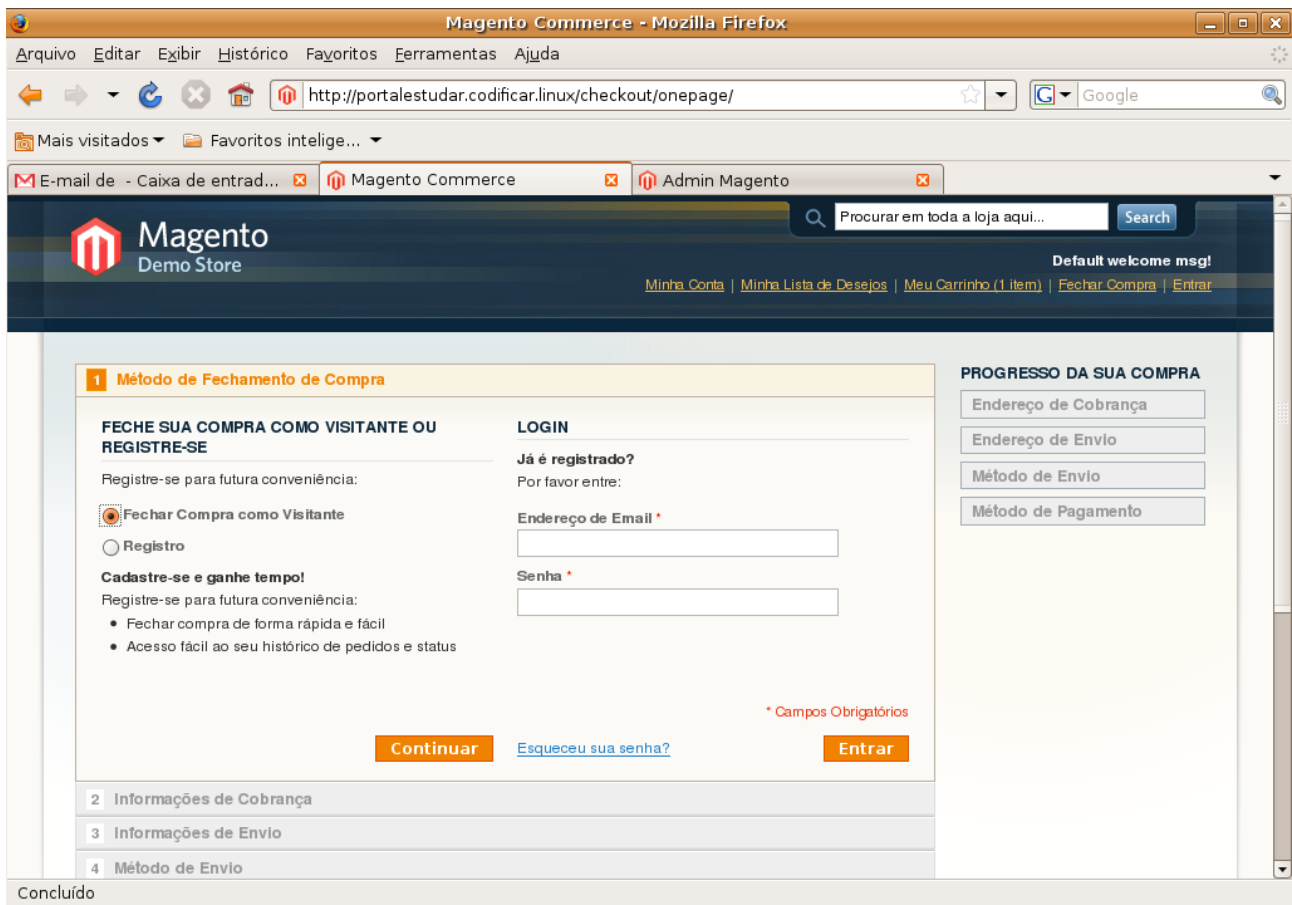 Magento Commerce - Mozilla Firefox
Arquivo Editar Exibir Histórico Favoritos Ferramentas Ajuda
http://portalestudar.codificar.linux/checkout/onepage/
G Google
Mais visitados Favoritos intelige...
E-mail de - Caixa de entrad... Magento Commerce Admin Magento
Procurar em toda a loja aqui... Search
Magento
Demo Store
Default welcome msg!
Minha Conta | Minha Lista de Desejos | Meu Carrinho (1 item) | Fechar Compra | Entrar
1 Método de Fechamento de Compra
FECHE SUA COMPRA COMO VISITANTE OU
REGISTRE-SE
Registre-se para futura conveniência:
Fechar Compra como Visitante
Registro
Cadastre-se e ganhe tempo!
Registre-se para futura conveniência:
• Fechar compra de forma rápida e fácil
• Acesso fácil ao seu histórico de pedidos e status
Continuar
LOGIN
Já é registrado?
Por favor entre:
Endereço de Email *
Senha *
* Campos Obrigatórios
Esqueceu sua senha? Entrar
2 Informações de Cobrança
3 Informações de Envio
4 Método de Envio
PROGRESSO DA SUA COMPRA
Endereço de Cobrança
Endereço de Envio
Método de Envio
Método de Pagamento
Concluído